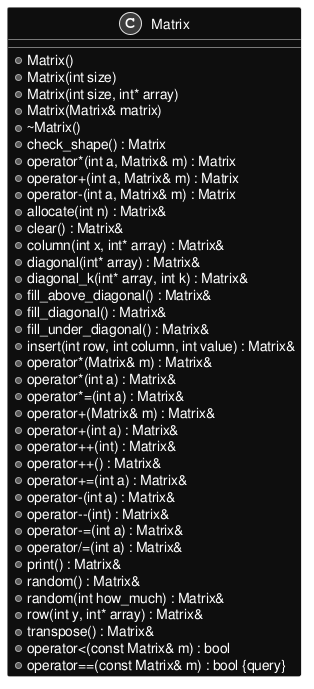 C Matrix
Matrix()
Matrix(int size)
Matrix(int size, int* array)
Matrix(Matrix& matrix)
~Matrix()
check_shape() : Matrix
operator*(int a, Matrix& m) : Matrix
operator+(int a, Matrix& m) : Matrix
operator-(int a, Matrix& m) : Matrix
allocate(int n) : Matrix&
clear() : Matrix&
column(int x, int* array) : Matrix&
diagonal(int* array) : Matrix&
diagonal_k(int* array, int k) : Matrix&
fill_above_diagonal() : Matrix&
fill_diagonal() : Matrix&
fill_under_diagonal() : Matrix&
insert(int row, int column, int value) : Matrix&
operator*(Matrix& m) : Matrix&
operator*(int a) : Matrix&
operator*=(int a) : Matrix&
operator+(Matrix& m) : Matrix&
operator+(int a) : Matrix&
operator++(int) : Matrix&
operator++() : Matrix&
operator+=(int a) : Matrix&
operator-(int a) : Matrix&
operator--(int) : Matrix&
operator-=(int a) : Matrix&
operator/=(int a) : Matrix&
print() : Matrix&
random() : Matrix&
random(int how_much) : Matrix&
row(int y, int* array) : Matrix&
transpose() : Matrix&
operator<(const Matrix& m) : bool
operator==(const Matrix& m) : bool {query}